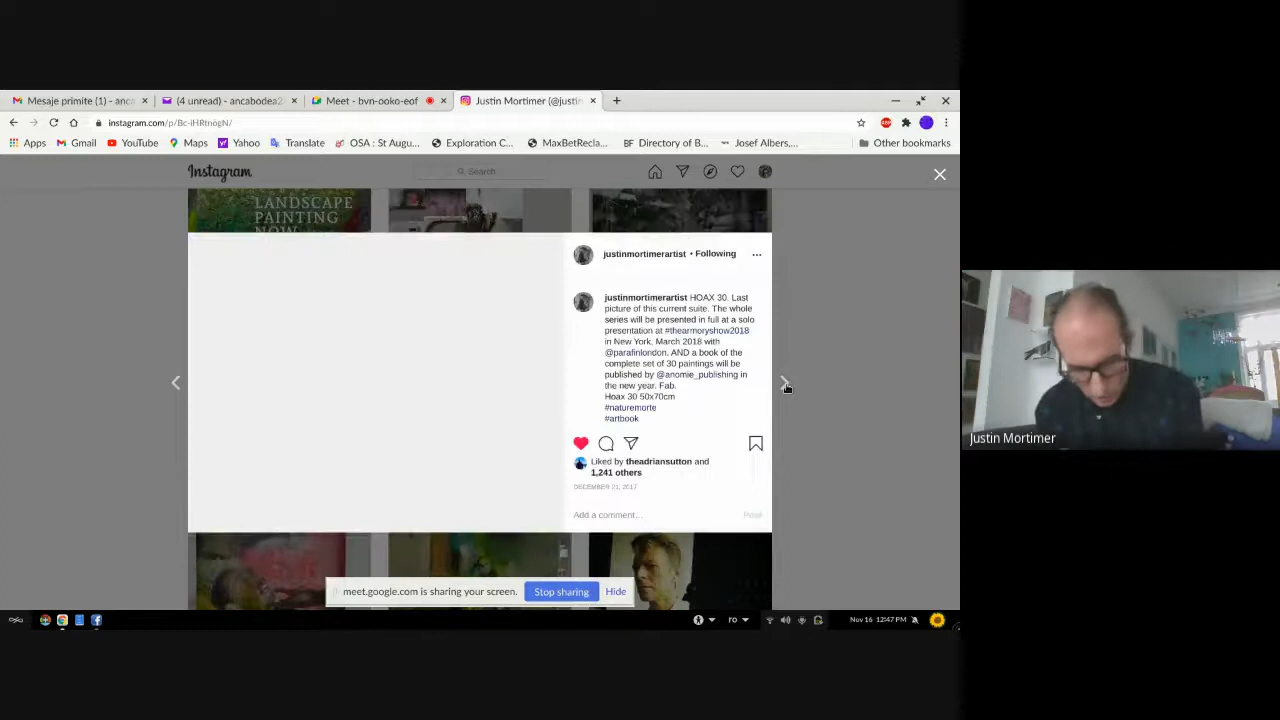 Mesaje primite (1) - anca
(4 unread) - ancabodea2
Meet - bvn-ooko-eof
Justin Mortimer (@justin
instagram.com/p/Bc-iHRtnogN/
ABP
Apps
Gmail
YouTube
Maps
Yahoo
Translate
OSA : St Augu...
Exploration C...
MaxBetRecla...
BF Directory of B...
Josef Albers,...
Other bookmarks
Instagram
Search
LANDSCAPE
PAINTING
NOW
justinmortimerartist • Following
justinmortimerartist HOAX 30. Last
picture of this current suite. The whole
series will be presented in full at a solo
presentation at #thearmoryshow2018
in New York, March 2018 with
@parafinlondon. AND a book of the
complete set of 30 paintings will be
published by @anomie_publishing in
the new year. Fab.
Hoax 30 50x70cm
#naturemorte
#artbook
Liked by theadriansutton and
1,241 others
DECEMBER 21, 2017
Add a comment...
Post
meet.google.com is sharing your screen.
Stop sharing
Hide
ro
Nov 16 12:47 PM
Justin Mortimer